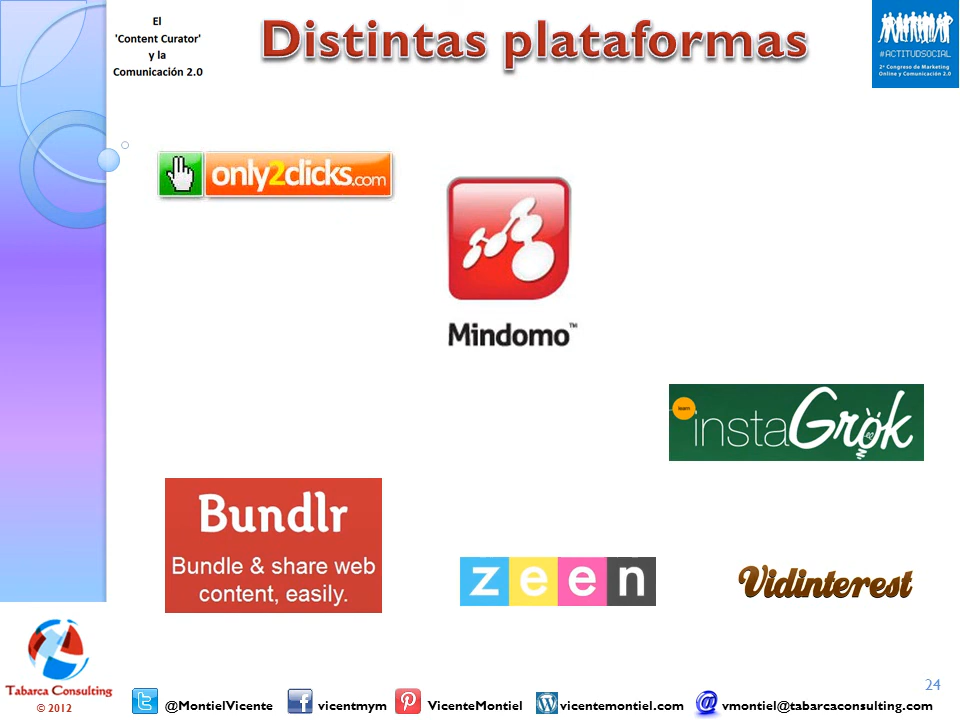 El
'Content Curator'
y la
Comunicación 2.0
Distintas plataformas
#ACTITUDSOCIAL
2º Congreso de Marketing
Online y Comunicación 2.0
only2clicks.com
Mindomo™
learn
instaGrok
Bundlr
Bundle & share web
content, easily.
zeen
Vidinterest
Tabarca Consulting
© 2012
24
@MontielVicente vicentmym VicenteMontiel vicentemontiel.com vmontiel@tabarcaconsulting.com